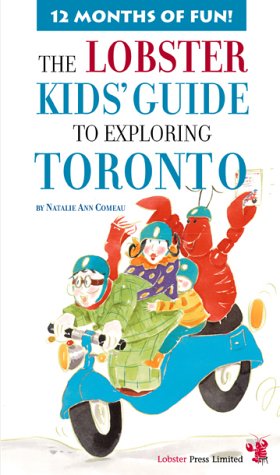 12 MONTHS OF FUN!
THE LOBSTER
KIDS' GUIDE
TO EXPLORING
TORONTO
BY NATALIE ANN COMEAU
Lobster Press Limited